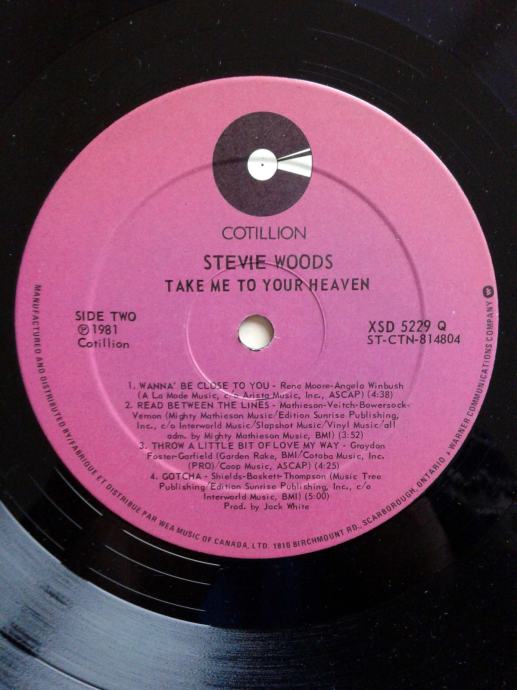 COTILLION
STEVIE WOODS
TAKE ME TO YOUR HEAVEN
SIDE TWO
Ⓟ 1981
Cotillion
XSD 5229 Q
ST-CTN-814804
1. WANNA' BE CLOSE TO YOU - Rene Moore-Angela Winbush
(A La Mode Music, c/o Arista Music, Inc., ASCAP) (4:38)
2. READ BETWEEN THE LINES - Mathieson-Veitch-Bowersock-
Vernon (Mighty Mathieson Music/Edition Sunrise Publishing,
Inc., c/o Interworld Music/Slapshot Music/Vinyl Music/all
adm. by Mighty Mathieson Music, BMI) (3:52)
3. THROW A LITTLE BIT OF LOVE MY WAY - Graydon
Foster-Garfield (Garden Rake, BMI/Cotaba Music, Inc.
(PRO)/Coop Music, ASCAP) (4:25)
4. GOTCHA - Shields-Baskett-Thompson (Music Tree
Publishing/Edition Sunrise Publishing, Inc., c/o
Interworld Music, BMI) (5:00)
Prod. by Jack White
MANUFACTURED AND DISTRIBUTED BY/FABRIQUE ET DISTRIBUE PAR WEA MUSIC OF CANADA, LTD. 1810 BIRCHMOUNT RD., SCARBOROUGH, ONTARIO • WARNER COMMUNICATIONS COMPANY